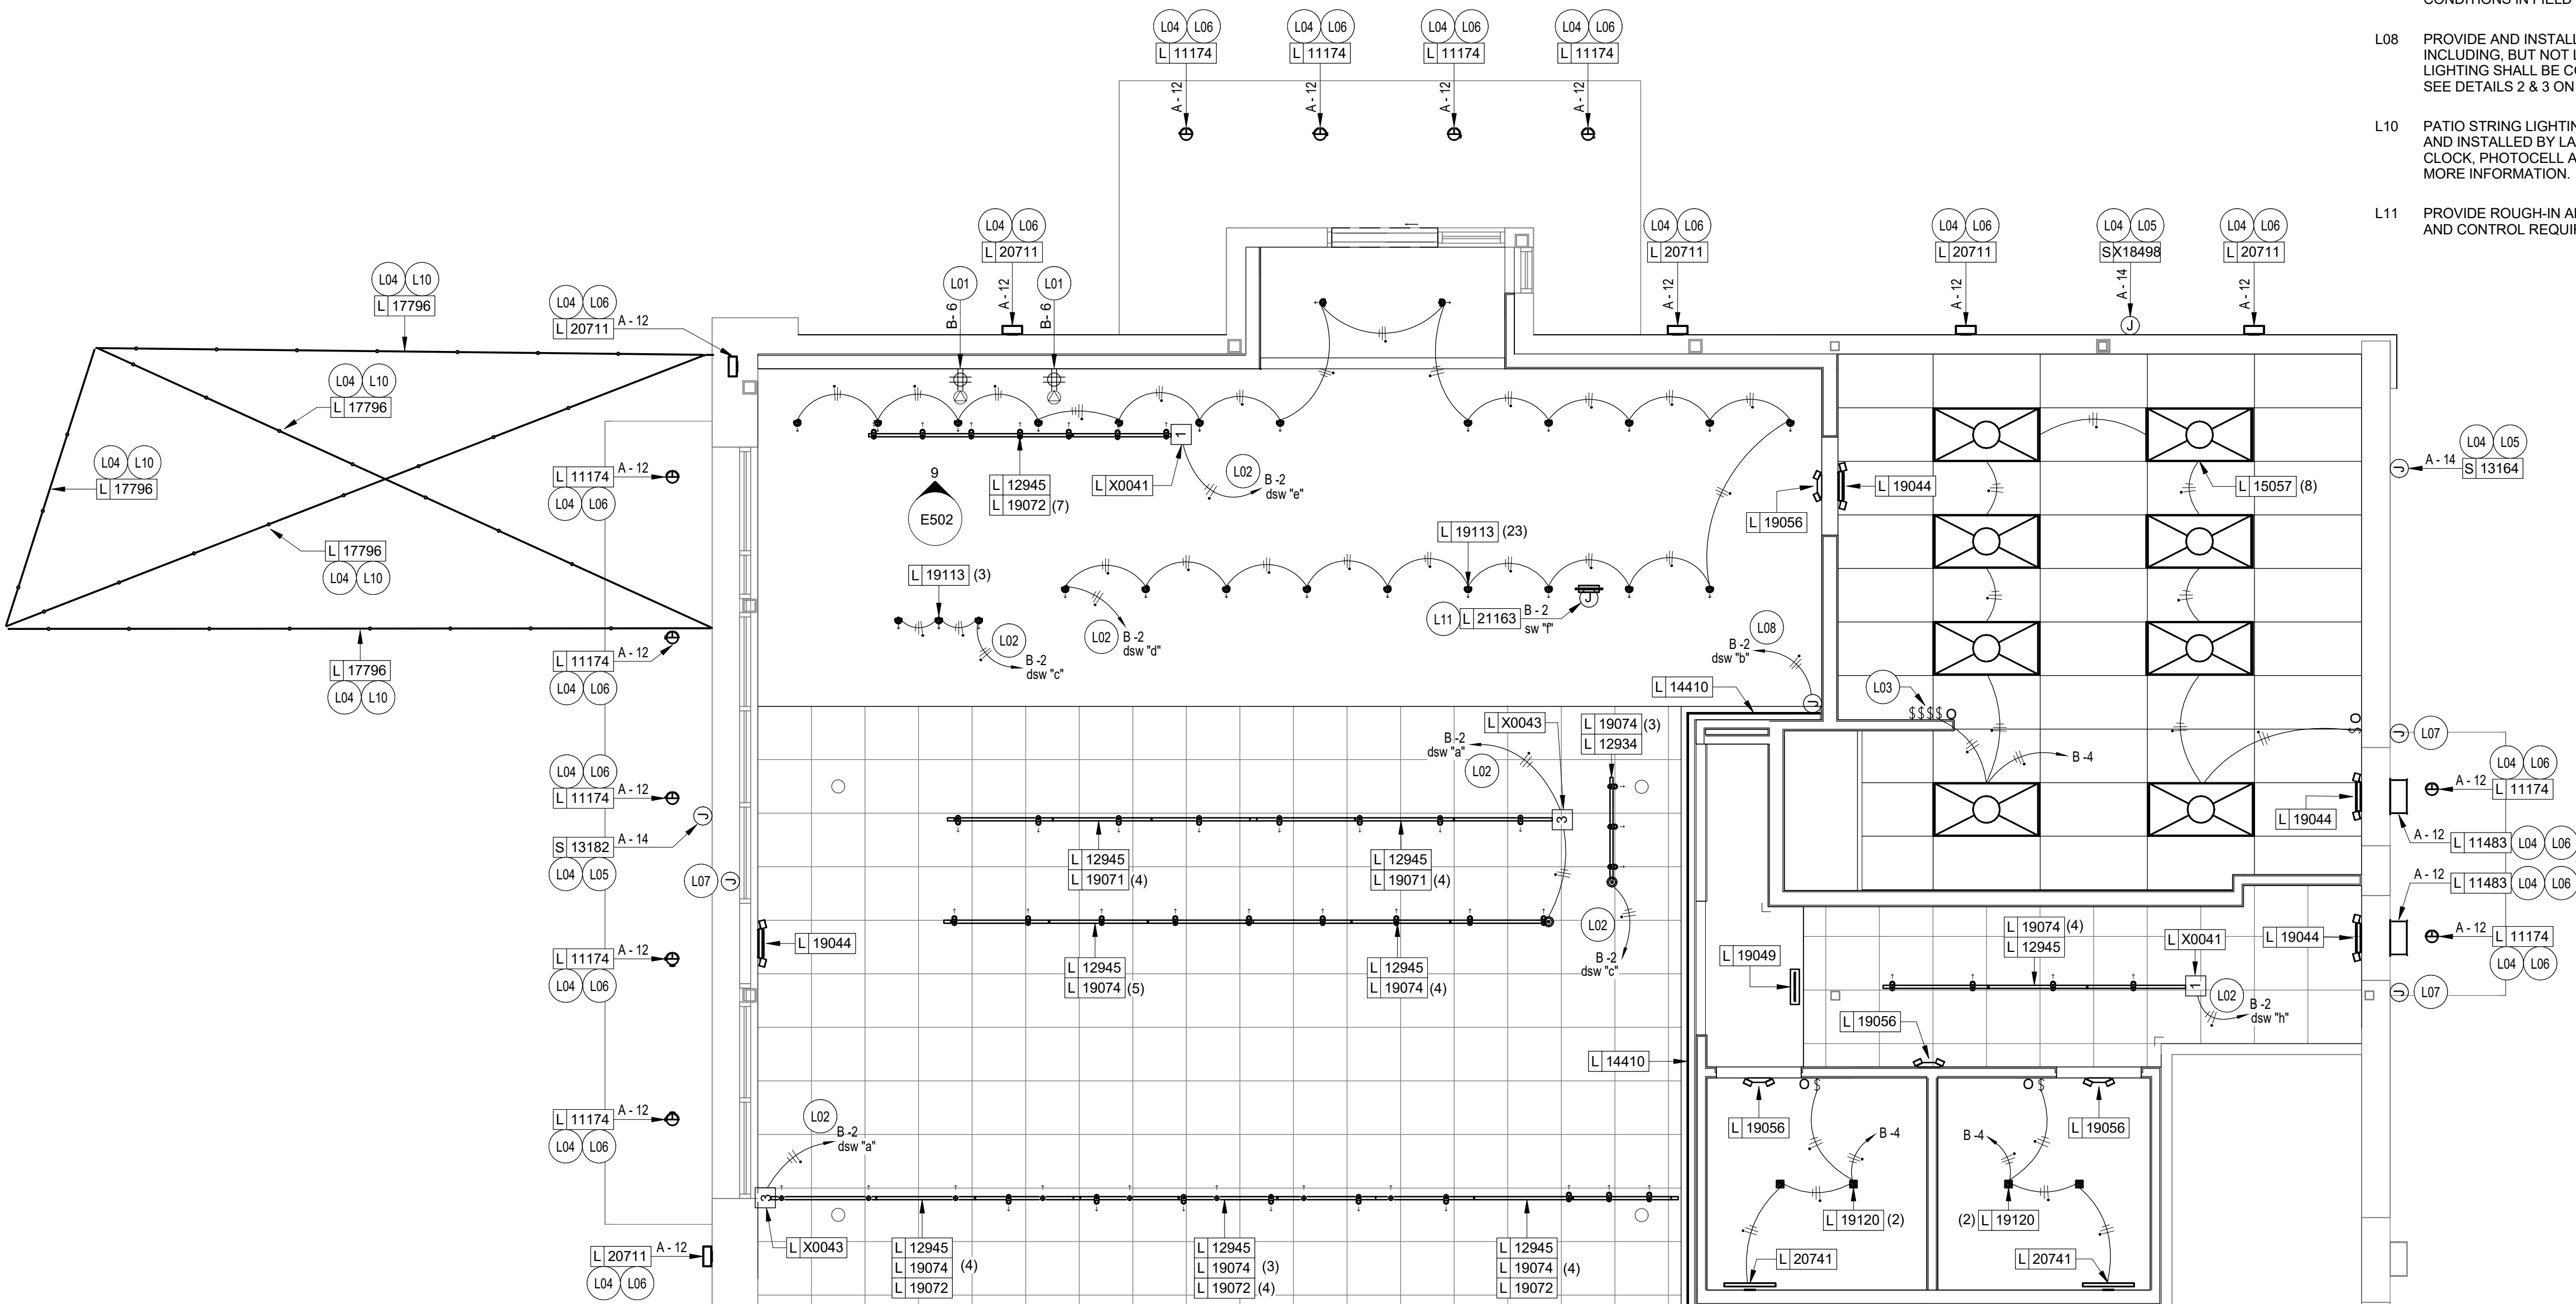 CONDITIONS IN FIELD
L08 PROVIDE AND INSTALL
INCLUDING, BUT NOT L
LIGHTING SHALL BE CO
SEE DETAILS 2 & 3 ON
L10 PATIO STRING LIGHTIN
AND INSTALLED BY LA
CLOCK, PHOTOCELL A
MORE INFORMATION.
L11 PROVIDE ROUGH-IN A
AND CONTROL REQUI
L04 L06 L04 L06 L04 L06 L04 L06
L 11174 L 11174 L 11174 L 11174
A - 12 A - 12 A - 12 A - 12
L04 L06 L04 L06 L04 L06 L04 L05 L04 L06
L 20711 L 20711 L 20711 SX18498 L 20711
A - 12 A - 12 A - 12 A - 14 A - 12
J
L01 L01
B- 6 B- 6
L04 L10
L 17796
L04 L06
L 20711 A - 12
L04 L10
L 17796
L04 L10
L 17796
L 17796
L04 L10
L 17796
L04 L10
L 11174 A - 12
L04 L06
9
E502
L 12945
L 19072 (7)
L X0041
1
L02
B -2
dsw "e"
L 19056
L 19044
L 15057 (8)
L04 L05
J A - 14 S 13164
L 19113 (23)
L 19113 (3)
L02
B -2
dsw "c"
L02
B -2
dsw "d"
L11 L 21163 B - 2
sw "f"
J
L08
B -2
dsw "b"
J
L 14410
L03
$$$$O
$ O
B -4
L 11174 A - 12
L04 L06
L04 L06
L 11174 A - 12
S 13182 A - 14
L04 L05
J
L07 J
L X0043
B -2
dsw "a"
L02
3
L 19074 (3)
L 12934
J L07
L04 L06
A - 12 L 11174
L 19044
A - 12 L 11483 L04 L06
A - 12 L 11483 L04 L06
L 12945
L 19071 (4)
L 12945
L 19071 (4)
L02
B -2
dsw "c"
L 19044
L 12945
L 19074 (5)
L 12945
L 19074 (4)
L 19074 (4)
L 12945
L X0041
L 19044
A - 12 L 11174
L04 L06
L 19049
1
L02
B -2
dsw "h"
J L07
L 11174 A - 12
L04 L06
L 19056
L 14410
O $
O $
L 19056
L 19056
L 11174 A - 12
L04 L06
L02
B -2
dsw "a"
B -4
B -4
3
L 19120 (2)
(2) L 19120
L X0043
L 12945
L 19074 (4)
L 19072
L 12945
L 19074 (3)
L 19072 (4)
L 12945
L 19074 (4)
L 19072
L 20741
L 20741
L 20711 A - 12
L04 L06